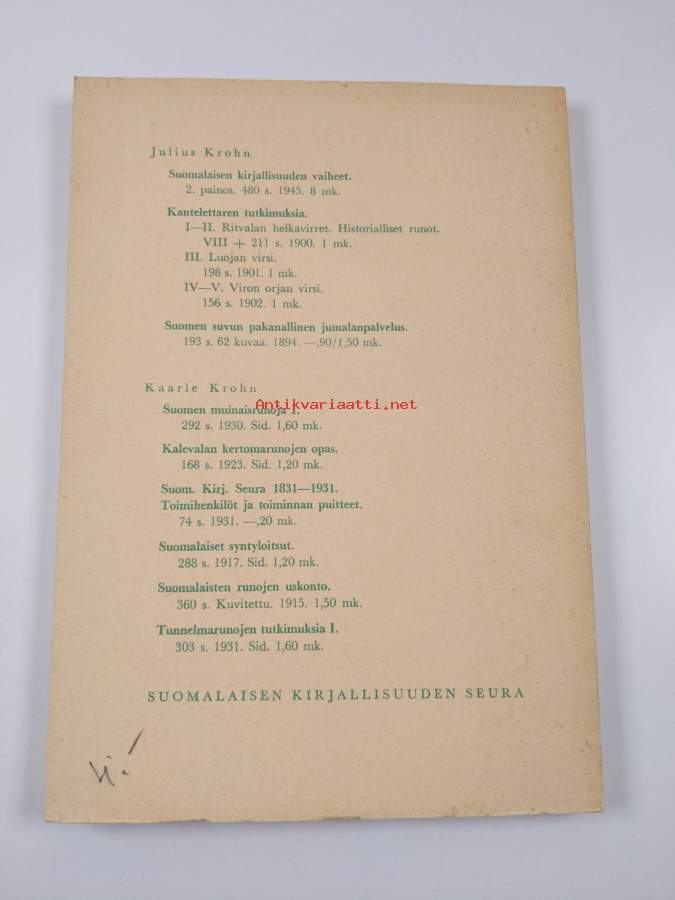 Julius Krohn
Suomalaisen kirjallisuuden vaiheet.
2. painos. 480 s. 1945. 8 mk.
Kantelettaren tutkimuksia.
I—II. Ritvalan helkavirret. Historialliset runot.
VIII + 211 s. 1900. 1 mk.
III. Luojan virsi.
198 s. 1901. 1 mk.
IV—V. Viron orjan virsi.
156 s. 1902. 1 mk.
Suomen suvun pakanallinen jumalanpalvelus.
193 s. 62 kuvaa. 1894. —,90/1,50 mk.
Kaarle Krohn
Antikvariaatti.net
Suomen muinaisrunoja I.
292 s. 1930. Sid. 1,60 mk.
Kalevalan kertomarunojen opas.
168 s. 1923. Sid. 1,20 mk.
Suom. Kirj. Seura 1831—1931.
Toimihenkilöt ja toiminnan puitteet.
74 s. 1931. —,20 mk.
Suomalaiset syntyloitsut.
288 s. 1917. Sid. 1,20 mk.
Suomalaisten runojen uskonto.
360 s. Kuvitettu. 1915. 1,50 mk.
Tunnelmarunojen tutkimuksia I.
303 s. 1931. Sid. 1,60 mk.
SUOMALAISEN KIRJALLISUUDEN SEURA